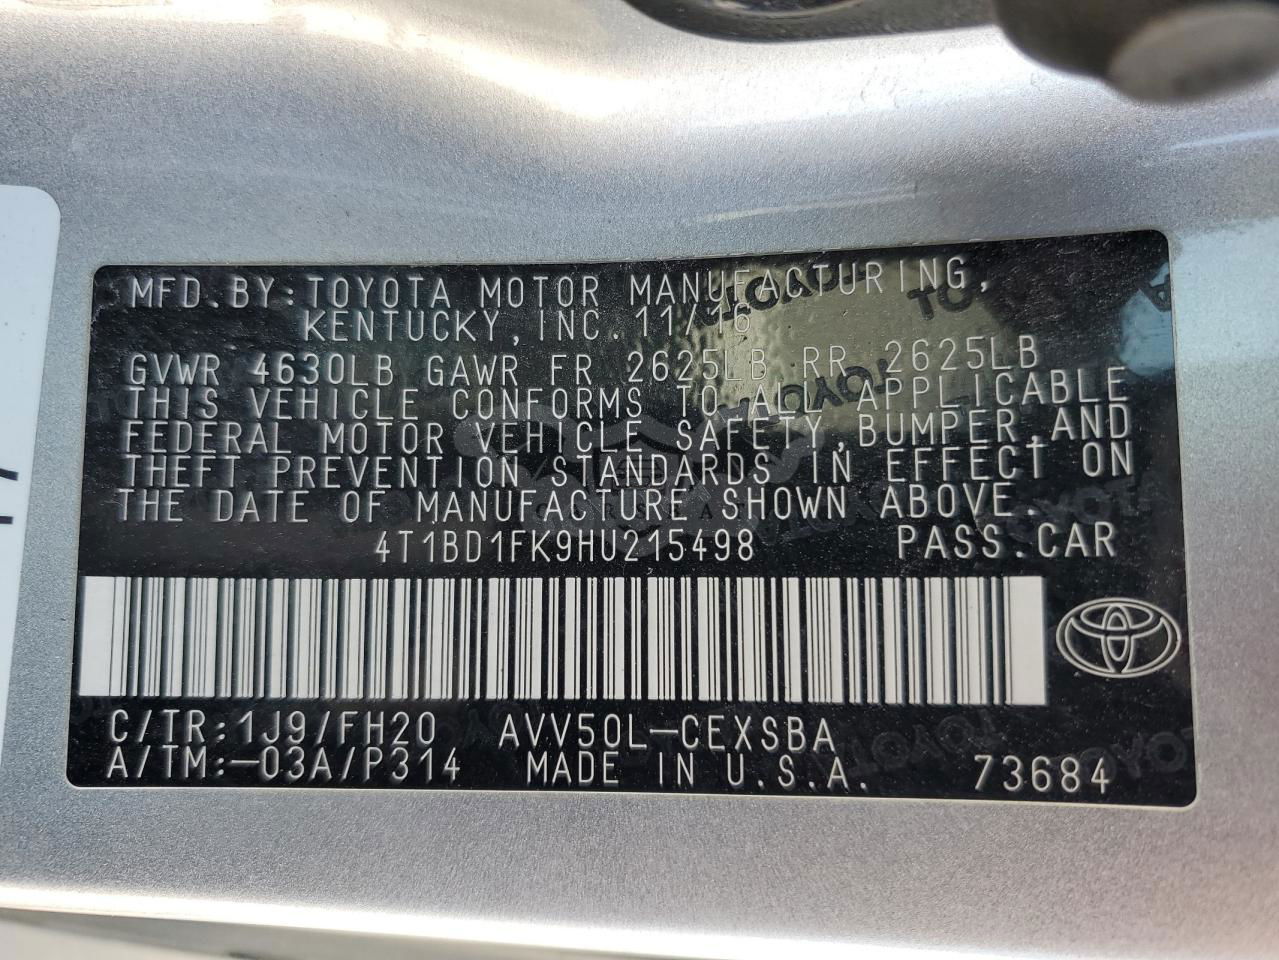 MFD.BY:TOYOTA MOTOR MANUFACTURING,
KENTUCKY,INC. 11/16
GVWR 4630LB GAWR FR 2625LB RR 2625LB
THIS VEHICLE CONFORMS TO ALL APPLICABLE
FEDERAL MOTOR VEHICLE SAFETY,BUMPER,AND
THEFT PREVENTION STANDARDS IN EFFECT ON
THE DATE OF MANUFACTURE SHOWN ABOVE.
4T1BD1FK9HU215498 PASS.CAR
C/TR:1J9/FH20 AVV50L-CEXSBA
A/TM:-03A/P314 MADE IN U.S.A. 73684